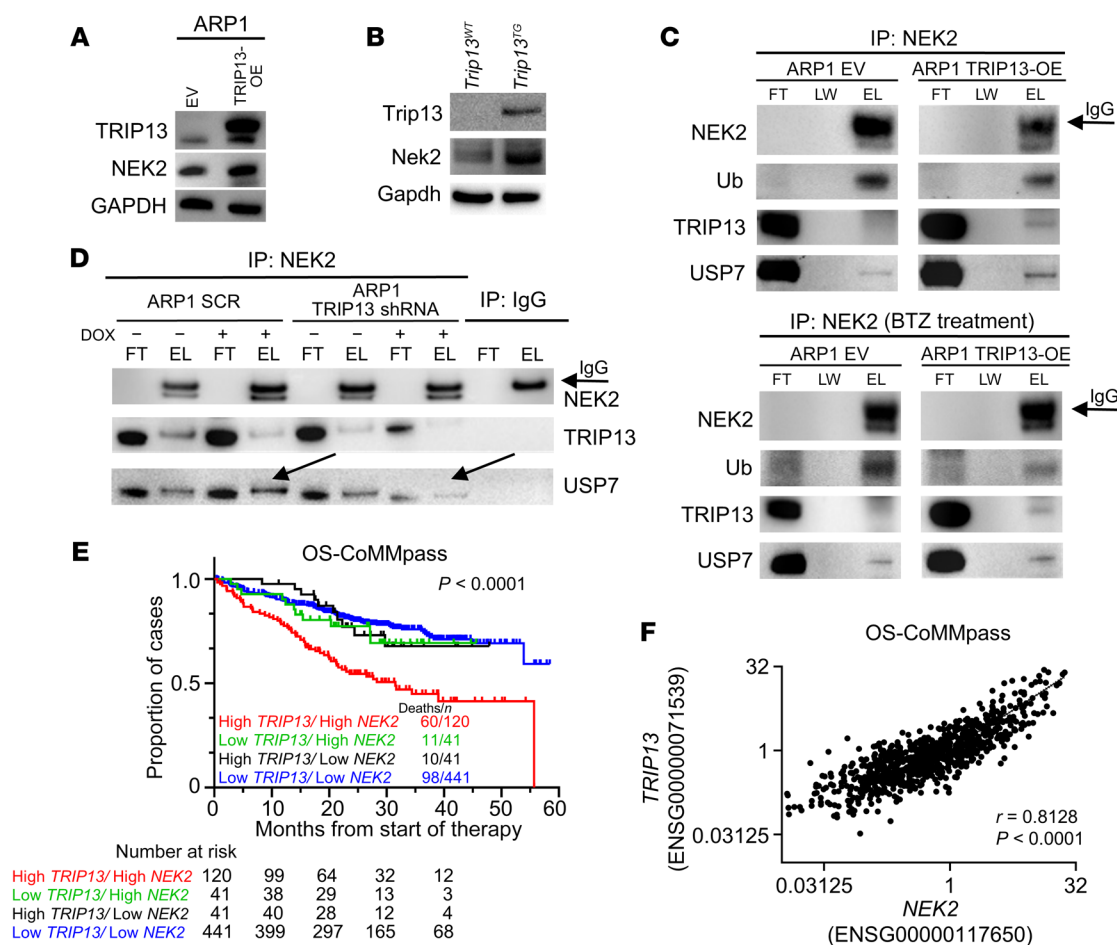 A
ARP1
EV
TRIP13-
OE
TRIP13
NEK2
GAPDH
B
Trip13WT
Trip13TG
Trip13
Nek2
Gapdh
C
IP: NEK2
ARP1 EV
ARP1 TRIP13-OE
FT LW EL FT LW EL
IgG
NEK2
Ub
TRIP13
USP7
IP: NEK2 (BTZ treatment)
ARP1 EV
ARP1 TRIP13-OE
FT LW EL FT LW EL
IgG
NEK2
Ub
TRIP13
USP7
D
IP: NEK2
ARP1 SCR
ARP1
TRIP13 shRNA
IP: IgG
DOX – – + + – – + +
FT EL FT EL FT EL FT EL FT EL
IgG
NEK2
TRIP13
USP7
E
OS-CoMMpass
P < 0.0001
Proportion of cases
1.0
0.5
0
Deaths/n
High TRIP13/ High NEK2 60/120
Low TRIP13/ High NEK2 11/41
High TRIP13/ Low NEK2 10/41
Low TRIP13/ Low NEK2 98/441
0 10 20 30 40 50 60
Months from start of therapy
Number at risk
High TRIP13/ High NEK2 120 99 64 32 12
Low TRIP13/ High NEK2 41 38 29 13 3
High TRIP13/ Low NEK2 41 40 28 12 4
Low TRIP13/ Low NEK2 441 399 297 165 68
F
OS-CoMMpass
TRIP13
(ENSG00000071539)
32
1
0.03125
r = 0.8128
P < 0.0001
0.03125 1 32
NEK2
(ENSG00000117650)